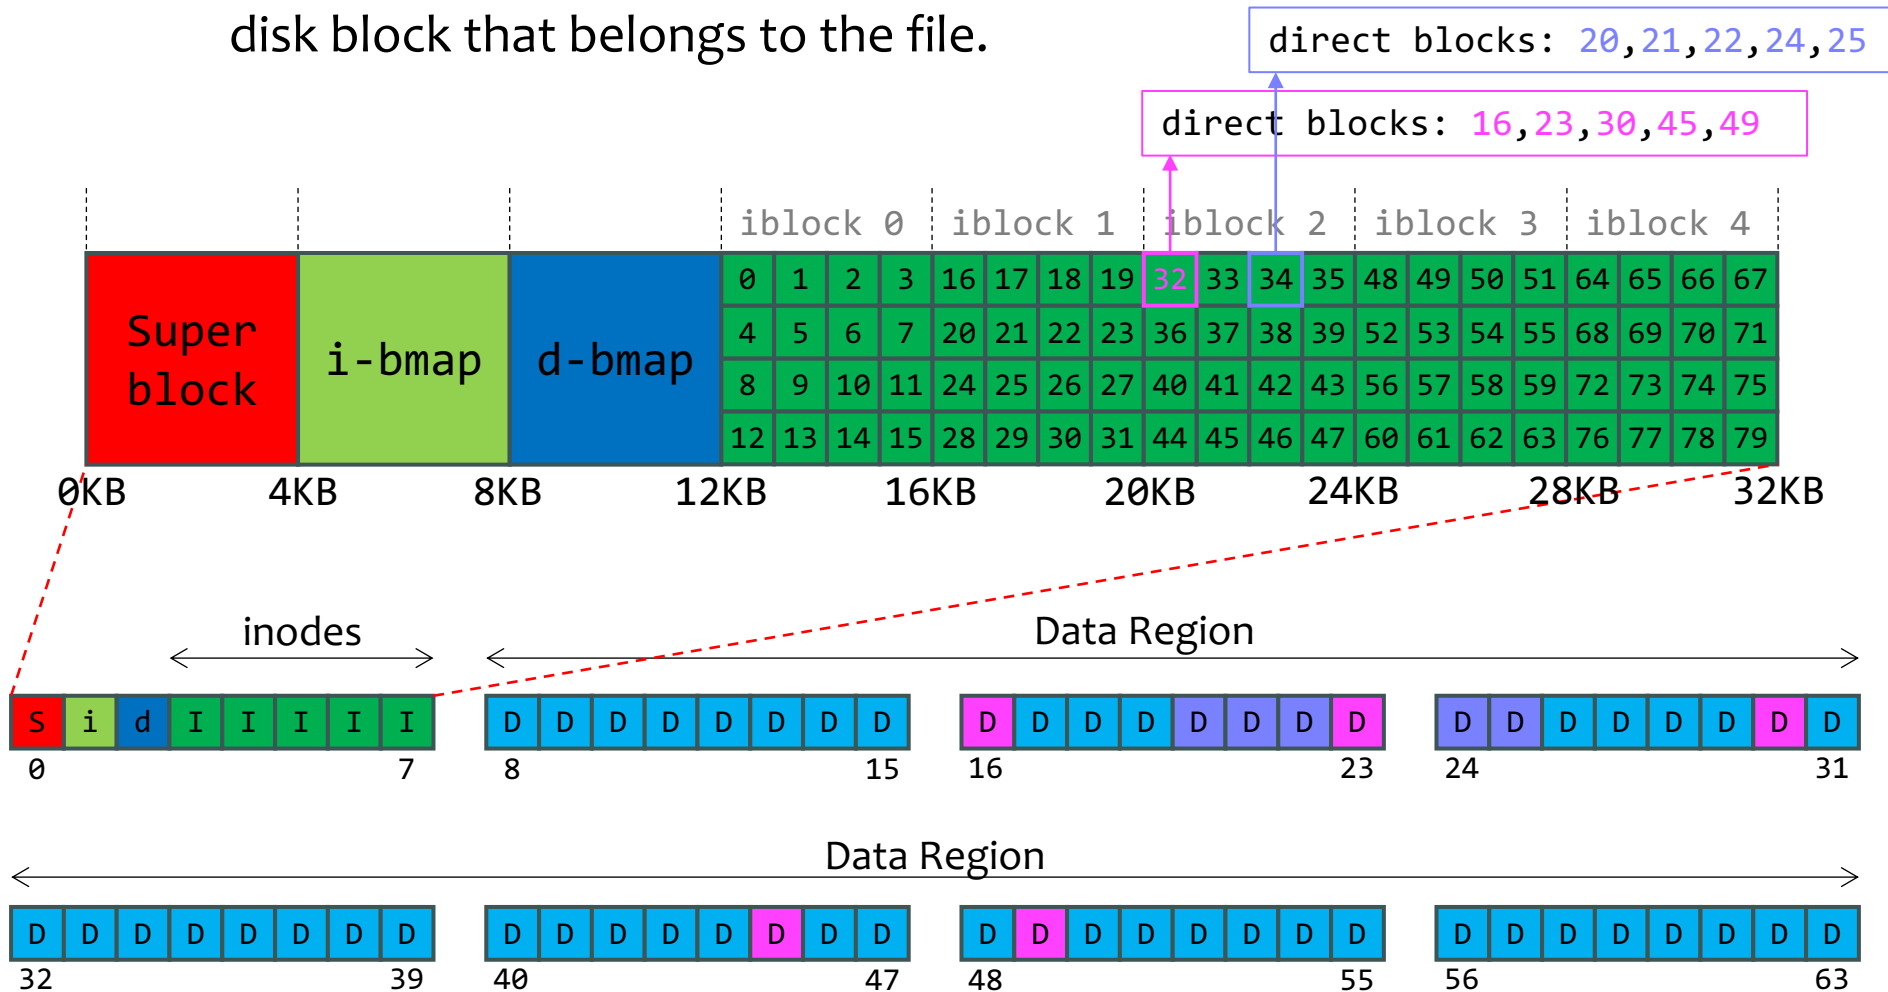 disk block that belongs to the file.
direct blocks: 20,21,22,24,25
direct blocks: 16,23,30,45,49
iblock 0 iblock 1 iblock 2 iblock 3 iblock 4
Super block i-bmap d-bmap
0 1 2 3 16 17 18 19 32 33 34 35 48 49 50 51 64 65 66 67
4 5 6 7 20 21 22 23 36 37 38 39 52 53 54 55 68 69 70 71
8 9 10 11 24 25 26 27 40 41 42 43 56 57 58 59 72 73 74 75
12 13 14 15 28 29 30 31 44 45 46 47 60 61 62 63 76 77 78 79
0KB 4KB 8KB 12KB 16KB 20KB 24KB 28KB 32KB
inodes Data Region
S i d I I I I I D D D D D D D D D D D D D D D D D D D D D D D D
0 7 8 15 16 23 24 31
Data Region
D D D D D D D D D D D D D D D D D D D D D D D D D D D D D D D D
32 39 40 47 48 55 56 63